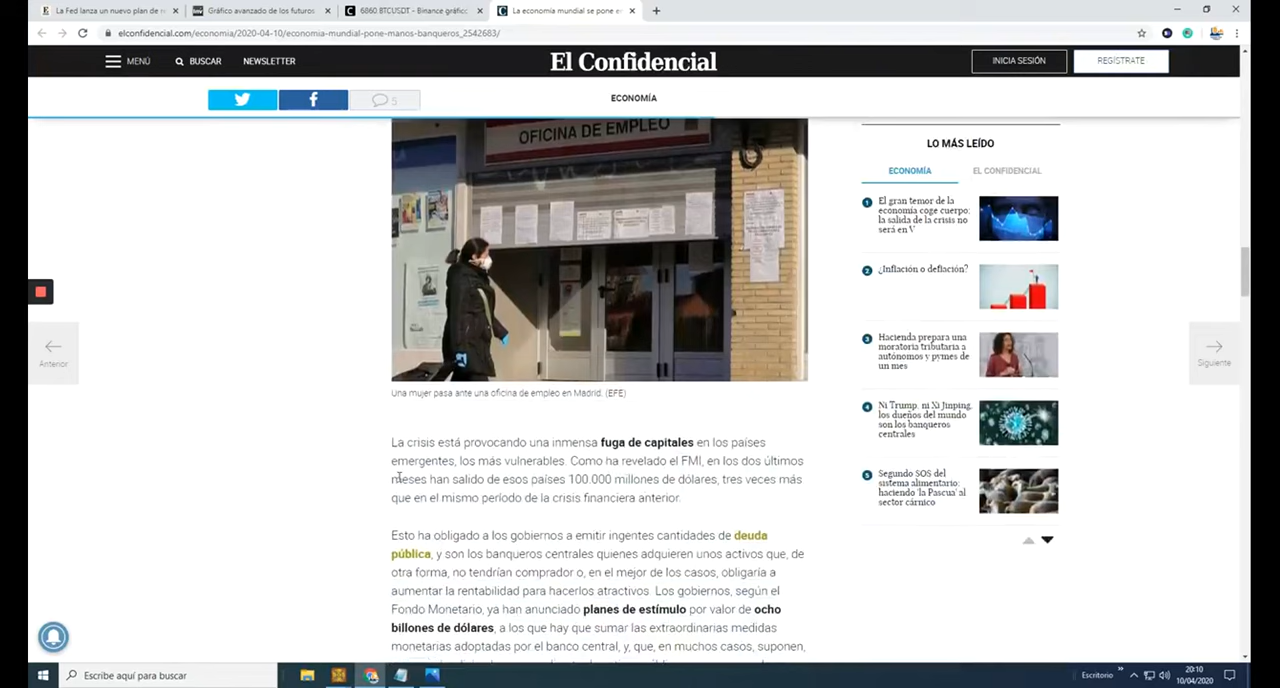 La Fed lanza un nuevo plan de re
Gráfico avanzado de los futuros
6860 BTCUSDT - Binance gráfico
La economía mundial se pone en
elconfidencial.com/economia/2020-04-10/economia-mundial-pone-manos-banqueros_2542683/
MENÚ
BUSCAR
NEWSLETTER
El Confidencial
INICIA SESIÓN
REGÍSTRATE
5
ECONOMÍA
OFICINA DE EMPLEO
Una mujer pasa ante una oficina de empleo en Madrid. (EFE)
La crisis está provocando una inmensa fuga de capitales en los países
emergentes, los más vulnerables. Como ha revelado el FMI, en los dos últimos
meses han salido de esos países 100.000 millones de dólares, tres veces más
que en el mismo período de la crisis financiera anterior.
Esto ha obligado a los gobiernos a emitir ingentes cantidades de deuda
pública, y son los banqueros centrales quienes adquieren unos activos que, de
otra forma, no tendrían comprador o, en el mejor de los casos, obligaría a
aumentar la rentabilidad para hacerlos atractivos. Los gobiernos, según el
Fondo Monetario, ya han anunciado planes de estímulo por valor de ocho
billones de dólares, a los que hay que sumar las extraordinarias medidas
monetarias adoptadas por el banco central, y, que, en muchos casos, suponen,
LO MÁS LEÍDO
ECONOMÍA
EL CONFIDENCIAL
1
El gran temor de la
economía coge cuerpo:
la salida de la crisis no
será en V
2
¿Inflación o deflación?
3
Hacienda prepara una
moratoria tributaria a
autónomos y pymes de
un mes
4
Ni Trump, ni Xi Jinping,
los dueños del mundo
son los banqueros
centrales
5
Segundo SOS del
sistema alimentario:
haciendo 'la Pascua' al
sector cárnico
Anterior
Siguiente
Escribe aquí para buscar
Escritorio
20:10
10/04/2020